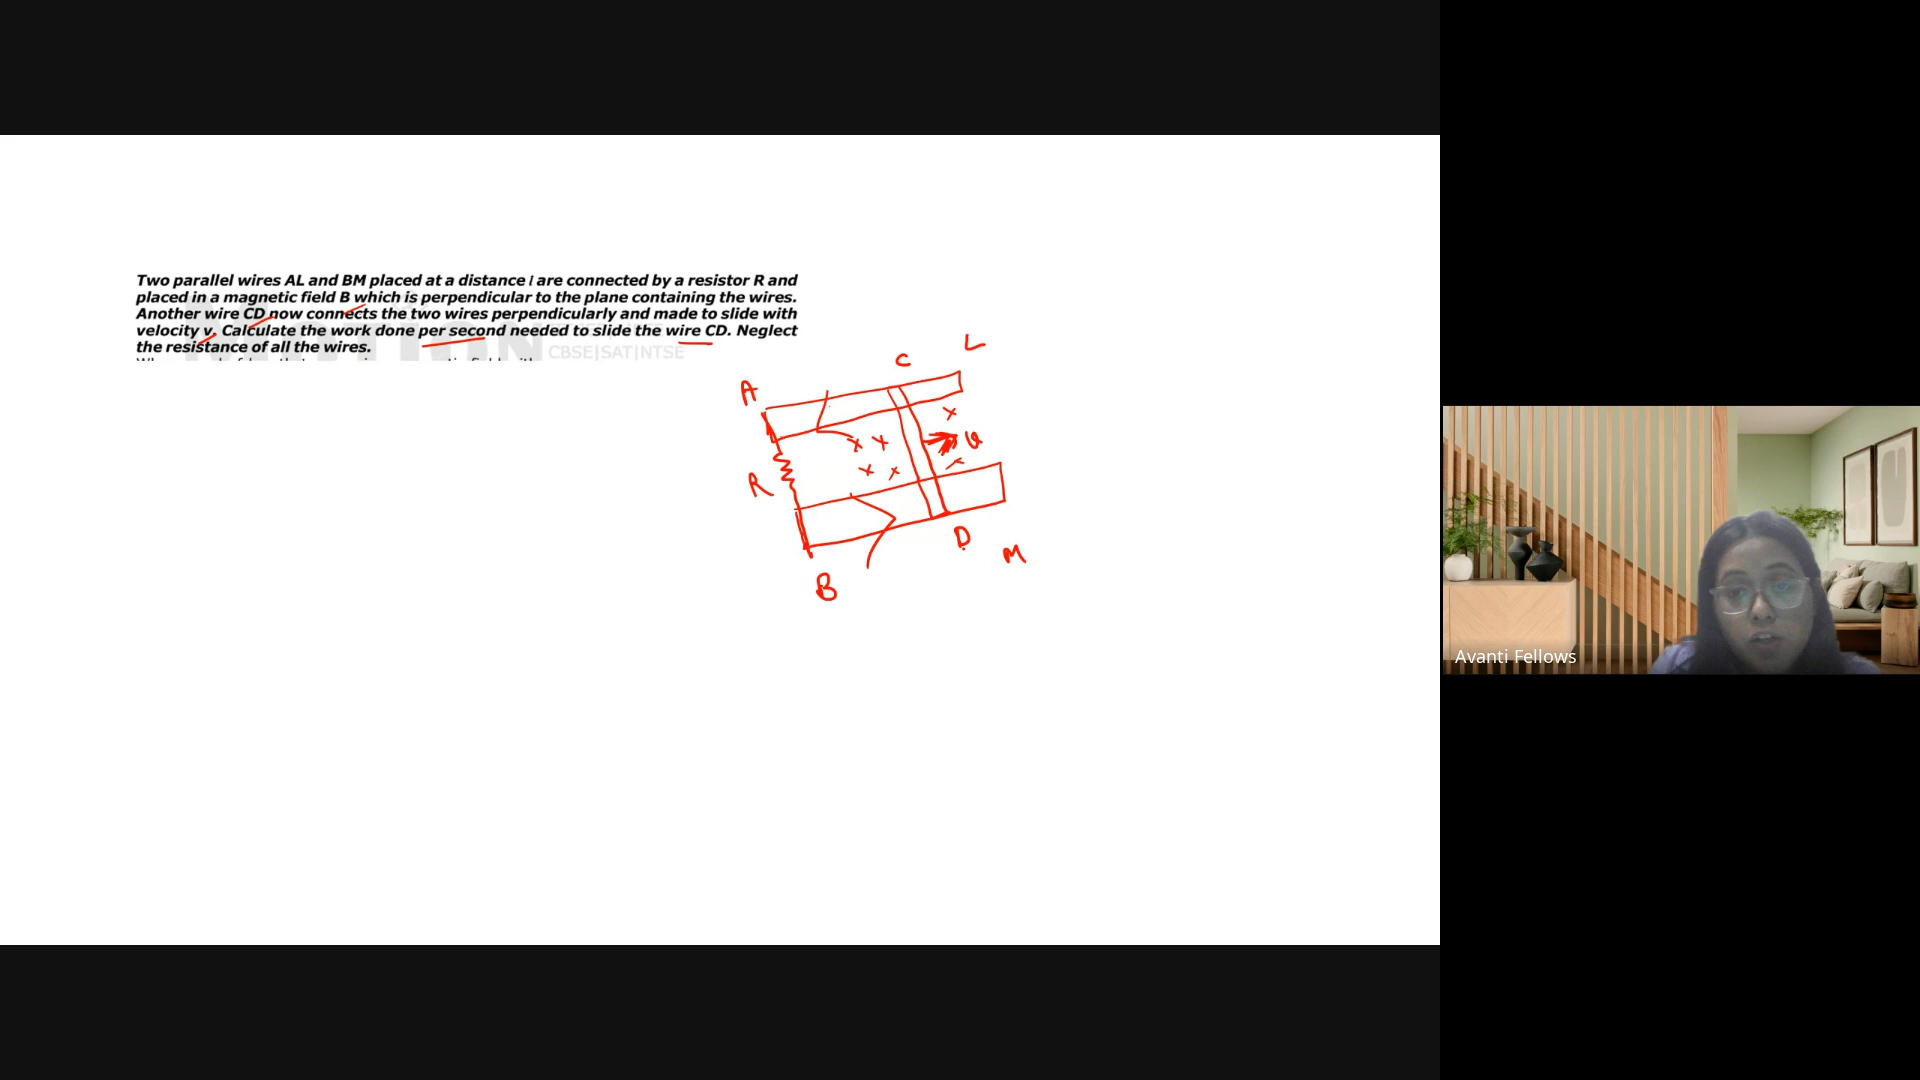 Two parallel wires AL and BM placed at a distance l are connected by a resistor R and
placed in a magnetic field B which is perpendicular to the plane containing the wires.
Another wire CD now connects the two wires perpendicularly and made to slide with
velocity v. Calculate the work done per second needed to slide the wire CD. Neglect
the resistance of all the wires.
CBSE|SAT|NTSE
L
C
A
x
x x
v
x x
R
D
M
B
Avanti Fellows